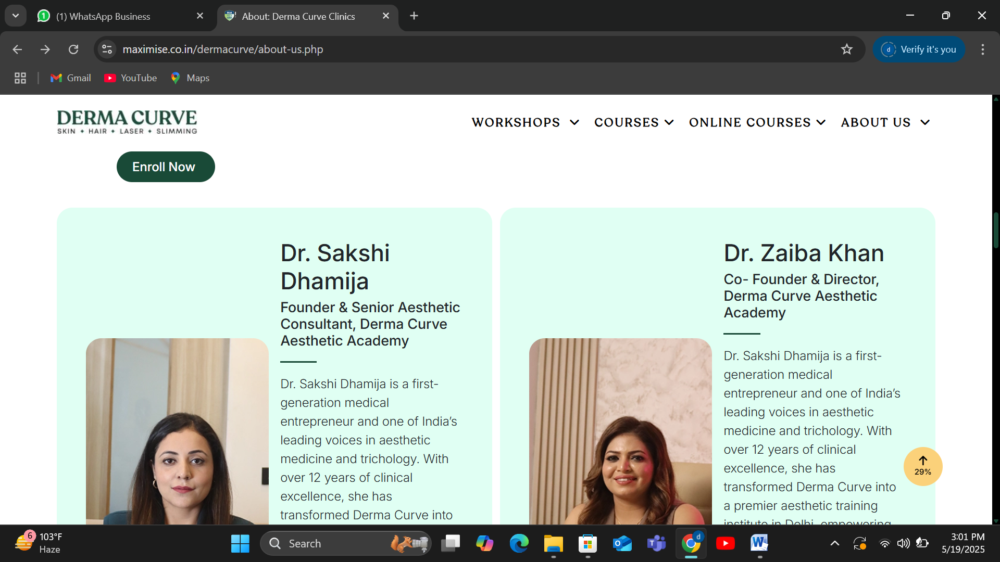 (1) WhatsApp Business
About: Derma Curve Clinics
maximise.co.in/dermacurve/about-us.php
d
Verify it's you
Gmail
YouTube
Maps
DERMA CURVE
SKIN + HAIR + LASER + SLIMMING
WORKSHOPS
COURSES
ONLINE COURSES
ABOUT US
Enroll Now
Dr. Sakshi
Dhamija
Founder & Senior Aesthetic
Consultant, Derma Curve
Aesthetic Academy
Dr. Sakshi Dhamija is a first-
generation medical
entrepreneur and one of India’s
leading voices in aesthetic
medicine and trichology. With
over 12 years of clinical
excellence, she has
transformed Derma Curve into
Dr. Zaiba Khan
Co- Founder & Director,
Derma Curve Aesthetic
Academy
Dr. Sakshi Dhamija is a first-
generation medical
entrepreneur and one of India’s
leading voices in aesthetic
medicine and trichology. With
over 12 years of clinical
excellence, she has
transformed Derma Curve into
a premier aesthetic training
institute in Delhi, empowering
29%
6
103°F
Haze
Search
d
3:01 PM
5/19/2025